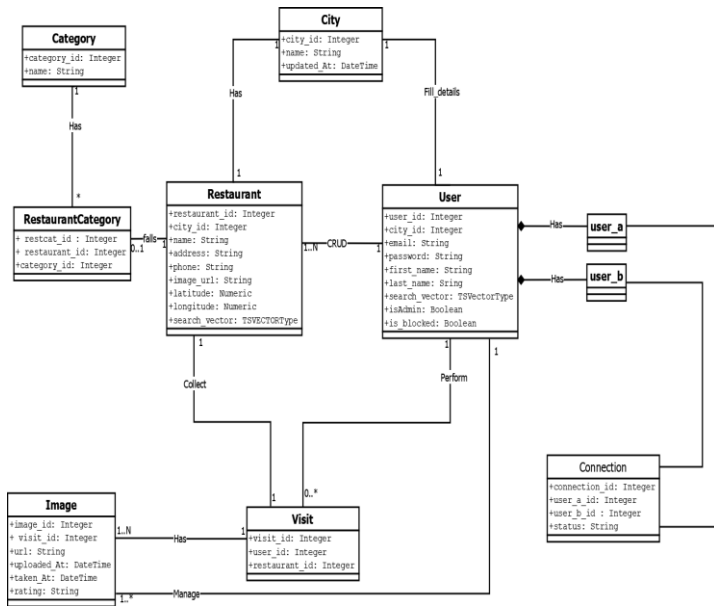 City
+city_id: Integer
+name: String
+updated_At: DateTime
1
1
Category
+category_id: Integer
+name: String
1
Has
*
Has
1
Fill_details
1
RestaurantCategory
+ restcat_id : Integer
+ restaurant_id: Integer
+category_id: Integer
falls
0..1
1
Restaurant
+restaurant_id: Integer
+city_id: Integer
+name: String
+address: String
+phone: String
+image_url: String
+latitude: Numeric
+longitude: Numeric
+search_vector: TSVECTORType
1
CRUD
1..N
1
User
+user_id: Integer
+city_id: Integer
+email: String
+password: String
+first_name: String
+last_name: Sring
+search_vector: TSVectorType
+isAdmin: Boolean
+is_blocked: Boolean
1
1
Has
user_a
Has
user_b
Collect
1
Perform
0..*
Connection
+connection_id: Integer
+user_a_id: Integer
+user_b_id : Integer
+status: String
Image
+image_id: Integer
+ visit_id: Integer
+url: String
+uploaded_At: DateTime
+taken_At: DateTime
+rating: String
1..N
Has
1
Visit
+visit_id: Integer
+user_id: Integer
+restaurant_id: Integer
1..*
Manage